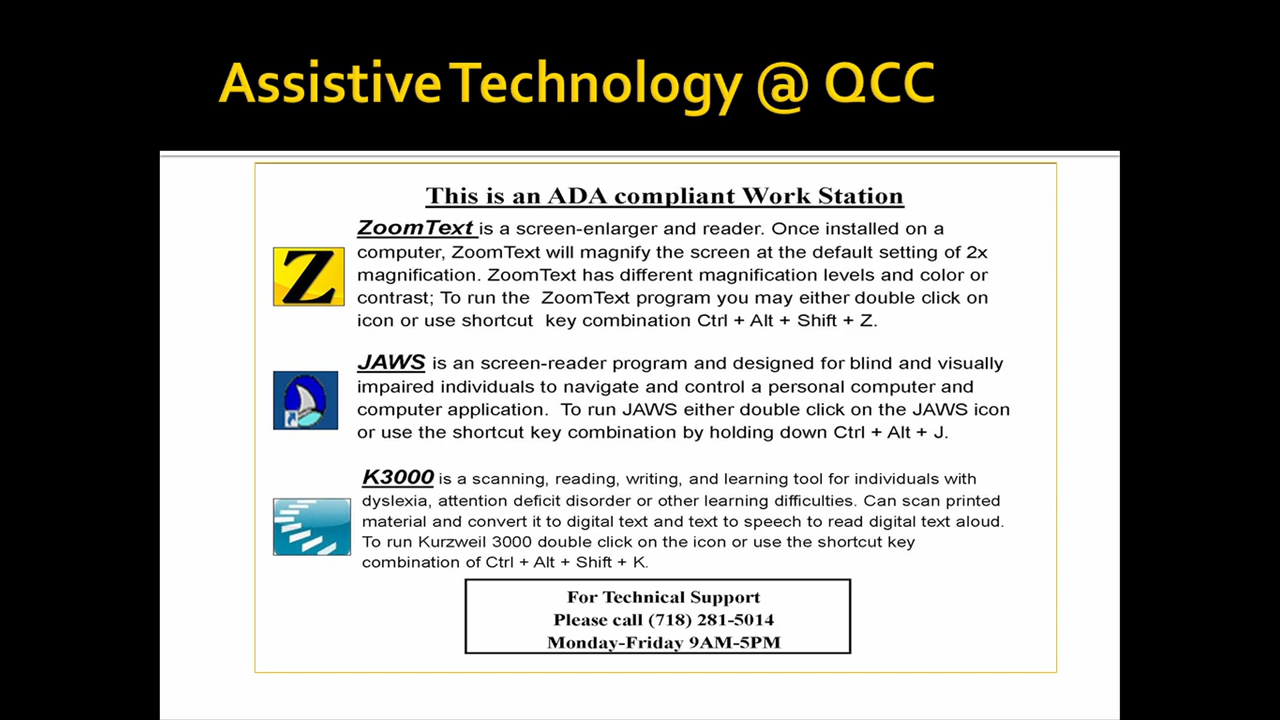 Assistive Technology @ QCC
This is an ADA compliant Work Station
ZoomText is a screen-enlarger and reader. Once installed on a
computer, ZoomText will magnify the screen at the default setting of 2x
magnification. ZoomText has different magnification levels and color or
contrast; To run the ZoomText program you may either double click on
icon or use shortcut key combination Ctrl + Alt + Shift + Z.
Z
JAWS is an screen-reader program and designed for blind and visually
impaired individuals to navigate and control a personal computer and
computer application. To run JAWS either double click on the JAWS icon
or use the shortcut key combination by holding down Ctrl + Alt + J.
K3000 is a scanning, reading, writing, and learning tool for individuals with
dyslexia, attention deficit disorder or other learning difficulties. Can scan printed
material and convert it to digital text and text to speech to read digital text aloud.
To run Kurzweil 3000 double click on the icon or use the shortcut key
combination of Ctrl + Alt + Shift + K.
For Technical Support
Please call (718) 281-5014
Monday-Friday 9AM-5PM